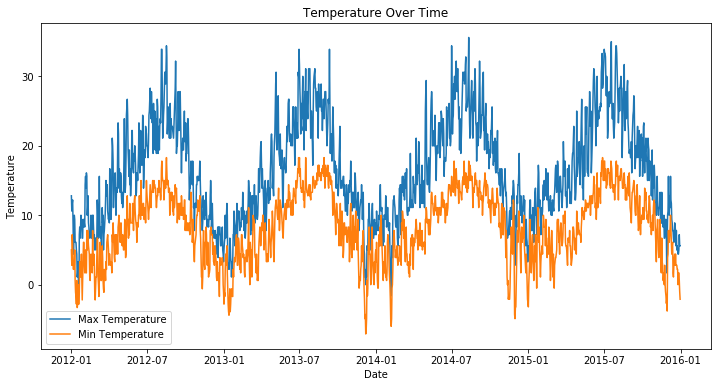 Temperature Over Time
Temperature
30
20
10
0
Max Temperature
Min Temperature
2012-01 2012-07 2013-01 2013-07 2014-01 2014-07 2015-01 2015-07 2016-01
Date